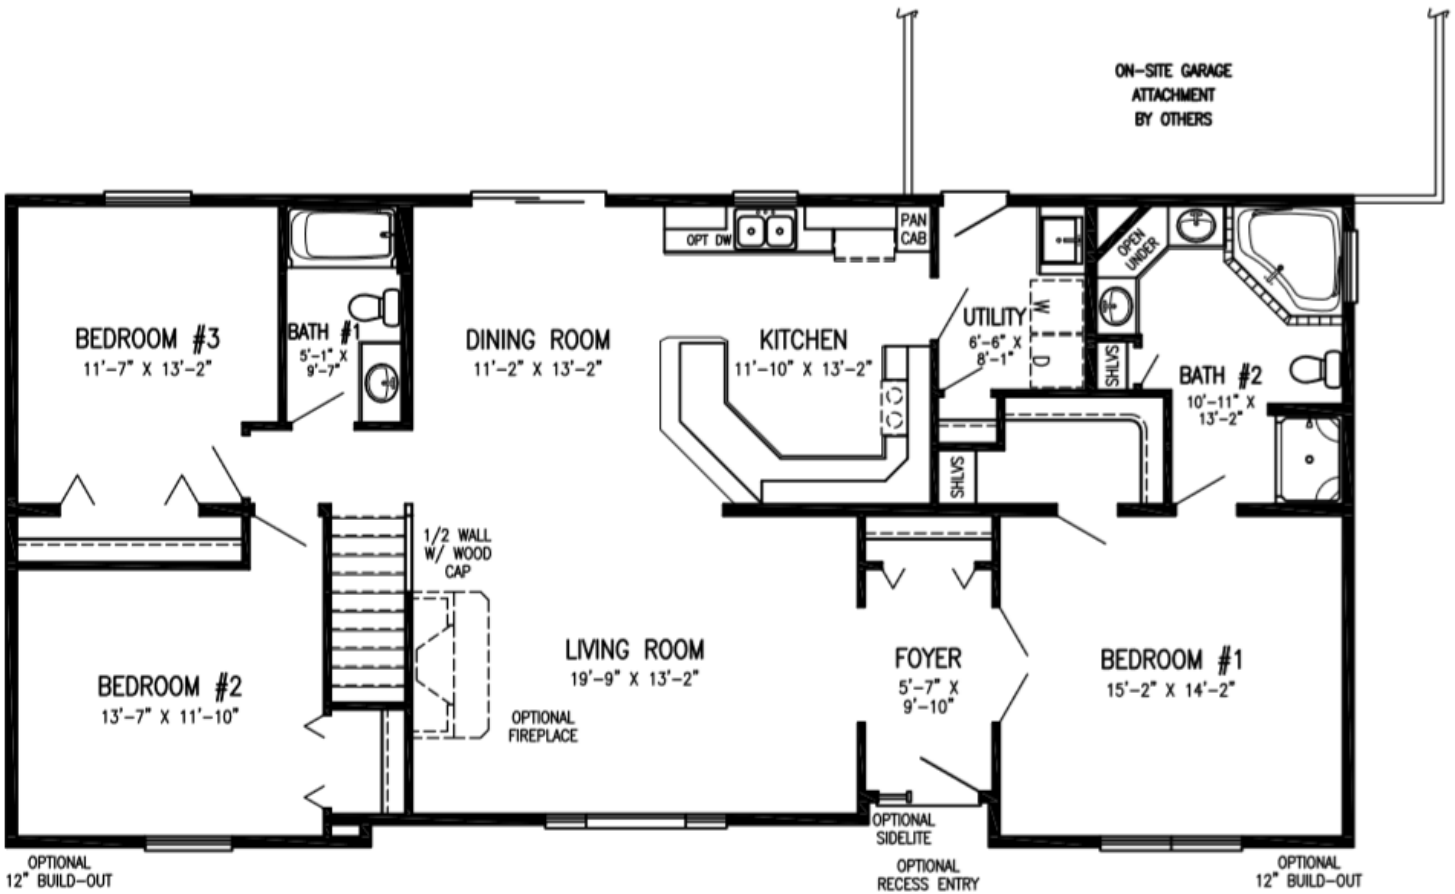 ON-SITE GARAGE
ATTACHMENT
BY OTHERS
PAN
CAB
OPT DW
OPEN
UNDER
BEDROOM #3
11'-7" X 13'-2"
BATH #1
5'-1" X
9'-7"
DINING ROOM
11'-2" X 13'-2"
KITCHEN
11'-10" X 13'-2"
UTILITY
6'-6" X
8'-1"
W
D
SHLVS
BATH #2
10'-11" X
13'-2"
SHLVS
1/2 WALL
W/ WOOD
CAP
BEDROOM #2
13'-7" X 11'-10"
LIVING ROOM
19'-9" X 13'-2"
OPTIONAL
FIREPLACE
FOYER
5'-7" X
9'-10"
BEDROOM #1
15'-2" X 14'-2"
OPTIONAL
SIDELITE
OPTIONAL
12" BUILD-OUT
OPTIONAL
RECESS ENTRY
OPTIONAL
12" BUILD-OUT